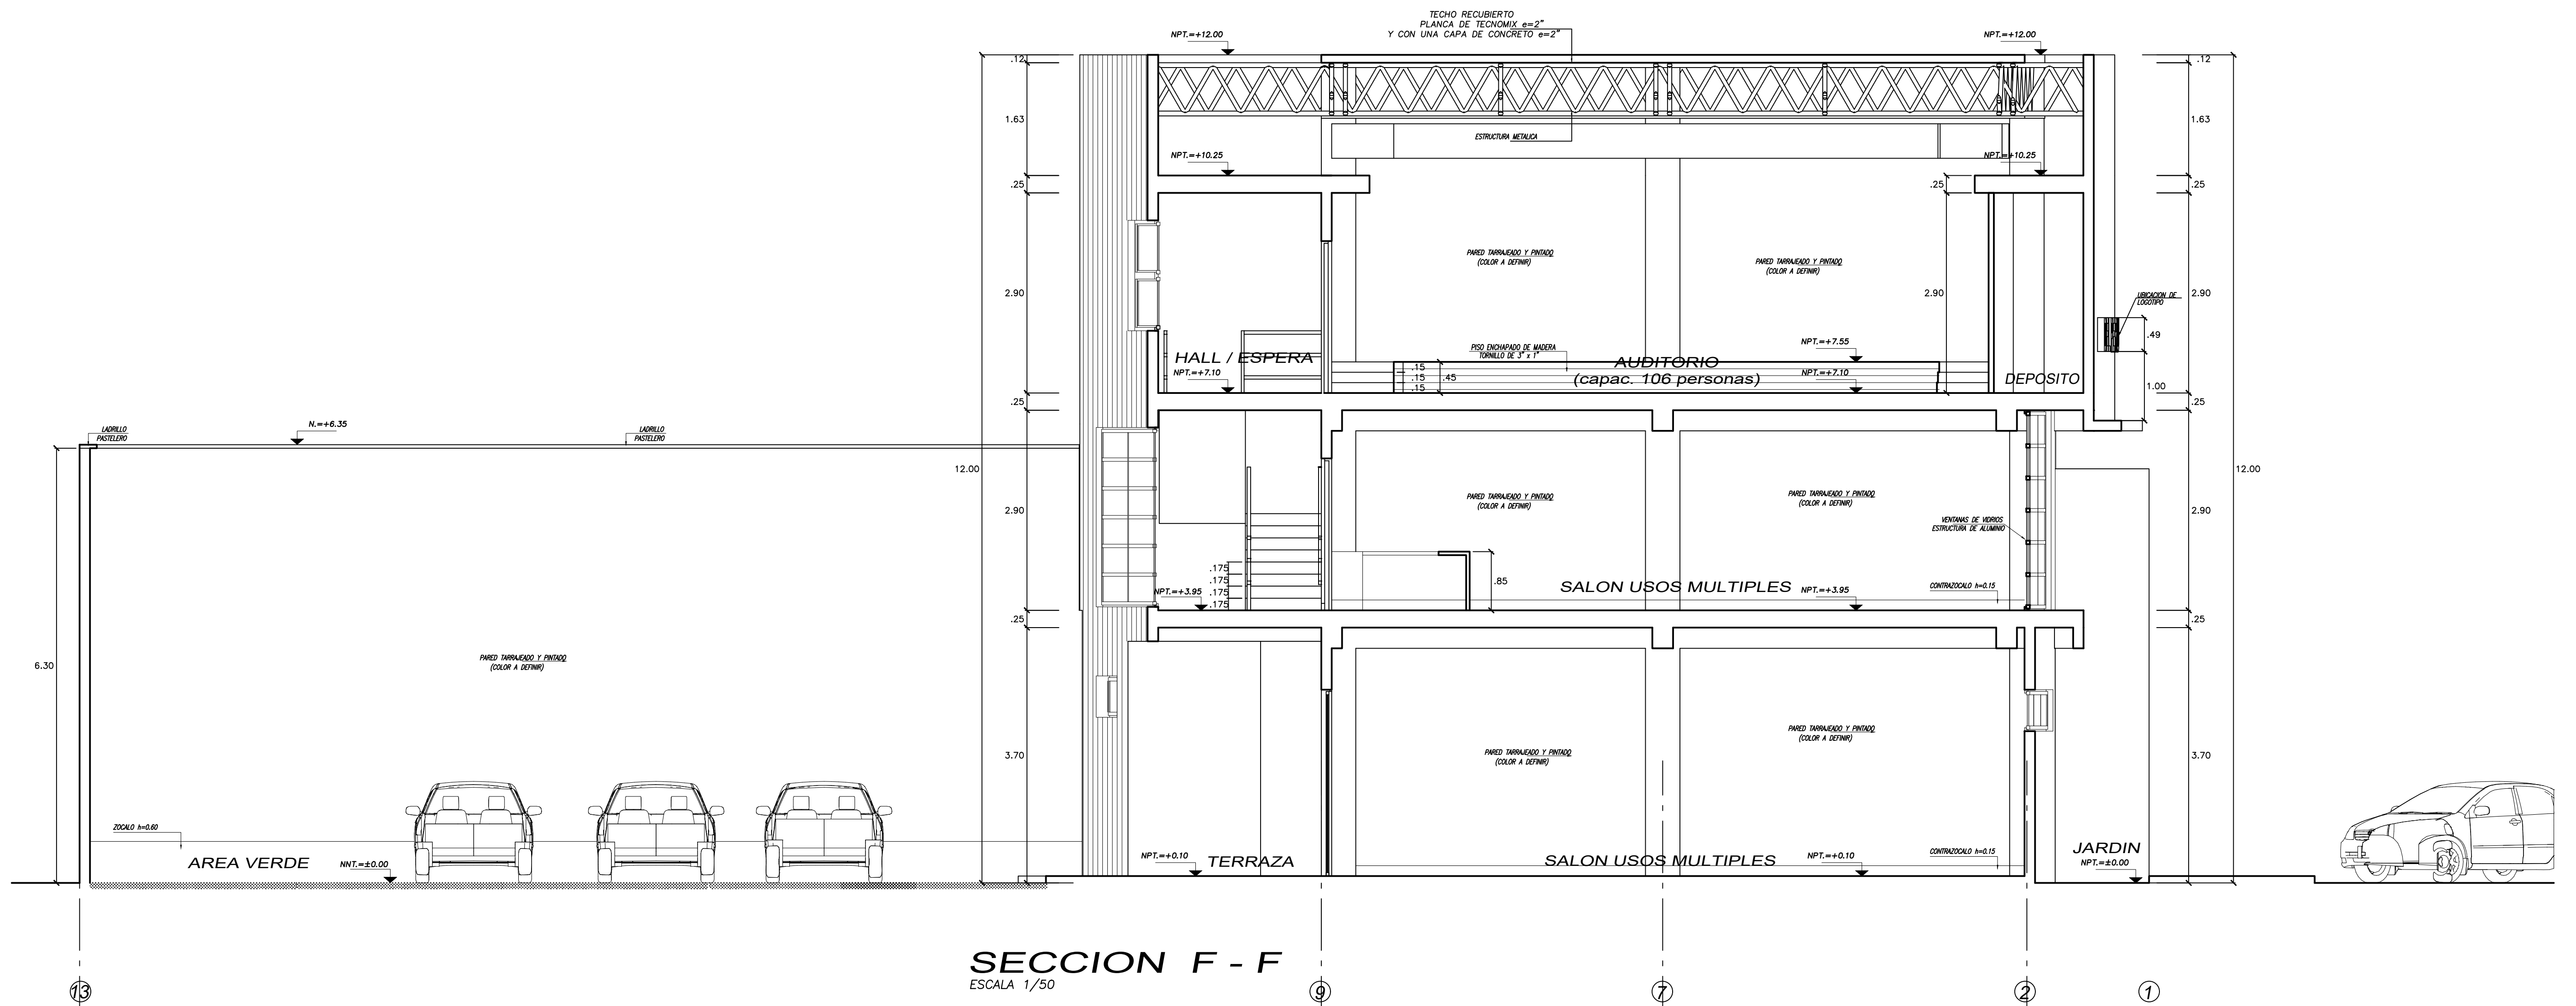 TECHO RECUBIERTO
PLANCA DE TECNOMIX e=2"
Y CON UNA CAPA DE CONCRETO e=2"
NPT.=+12.00
NPT.=+12.00
.12
.12
1.63
1.63
ESTRUCTURA METALICA
NPT.=+10.25
NPT.=+10.25
.25
.25
.25
PARED TARRAJEADO Y PINTADO
(COLOR A DEFINIR)
PARED TARRAJEADO Y PINTADO
(COLOR A DEFINIR)
2.90
2.90
2.90
UBICACION DE
LOGOTIPO
.49
1.00
NPT.=+7.55
PISO ENCHAPADO DE MADERA
TORNILLO DE 3" x 1"
HALL / ESPERA
NPT.=+7.10
.15
.15
.15
.45
AUDITORIO
(capac. 106 personas)
NPT.=+7.10
DEPOSITO
.25
.25
LADRILLO
PASTELERO
N.=+6.35
LADRILLO
PASTELERO
12.00
12.00
2.90
2.90
PARED TARRAJEADO Y PINTADO
(COLOR A DEFINIR)
PARED TARRAJEADO Y PINTADO
(COLOR A DEFINIR)
VENTANAS DE VIDRIOS
ESTRUCTURA DE ALUMINIO
.175
.175
.175
.175
.85
NPT.=+3.95
SALON USOS MULTIPLES
NPT.=+3.95
CONTRAZOCALO h=0.15
.25
.25
6.30
PARED TARRAJEADO Y PINTADO
(COLOR A DEFINIR)
3.70
3.70
PARED TARRAJEADO Y PINTADO
(COLOR A DEFINIR)
PARED TARRAJEADO Y PINTADO
(COLOR A DEFINIR)
ZOCALO h=0.60
AREA VERDE
NNT.=±0.00
NPT.=+0.10
TERRAZA
SALON USOS MULTIPLES
NPT.=+0.10
CONTRAZOCALO h=0.15
JARDIN
NPT.=±0.00
SECCION F - F
ESCALA 1/50
13
9
7
2
1